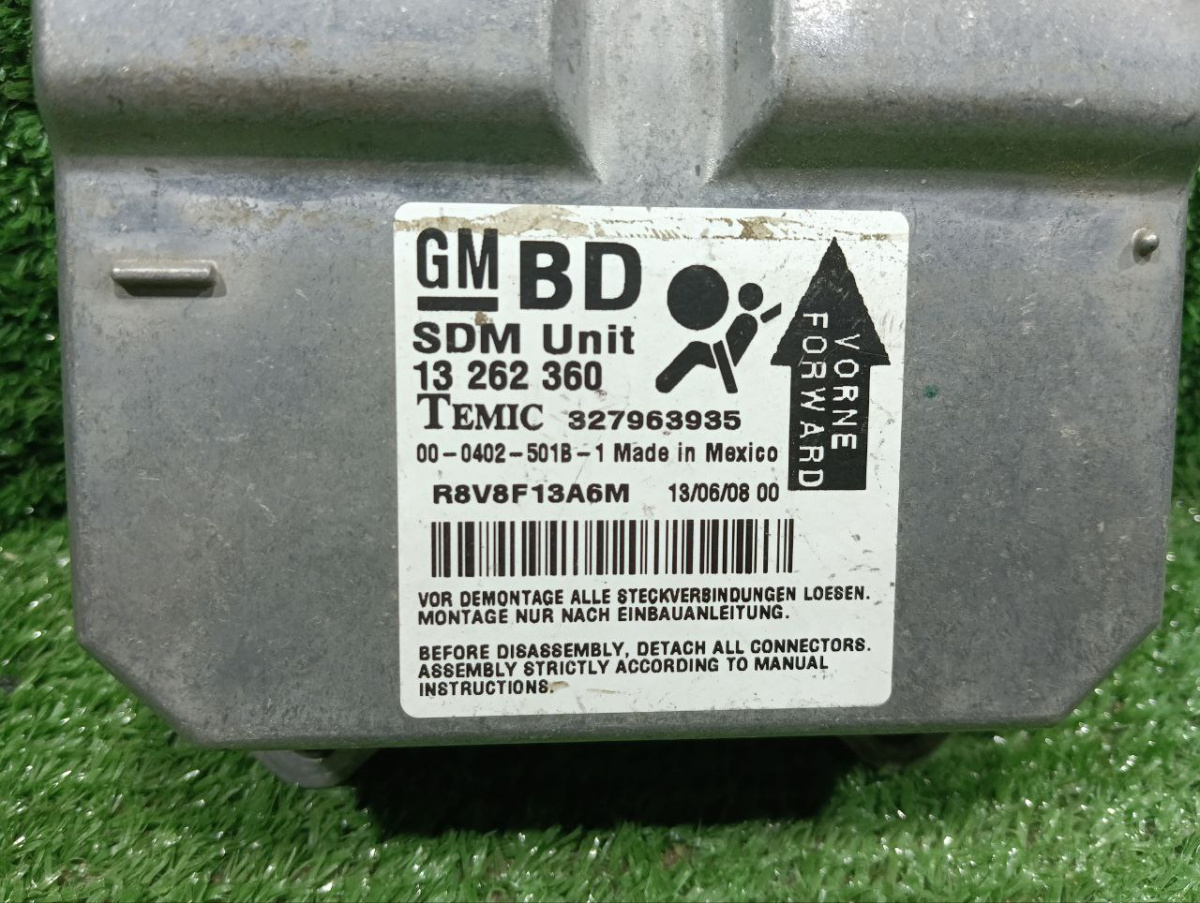 GM BD
SDM Unit
13 262 360
TEMIC 327963935
00-0402-501B-1 Made in Mexico
R8V8F13A6M 13/06/08 00
VORNE
FORWARD
VOR DEMONTAGE ALLE STECKVERBINDUNGEN LOESEN.
MONTAGE NUR NACH EINBAUANLEITUNG.
BEFORE DISASSEMBLY, DETACH ALL CONNECTORS.
ASSEMBLY STRICTLY ACCORDING TO MANUAL
INSTRUCTIONS.